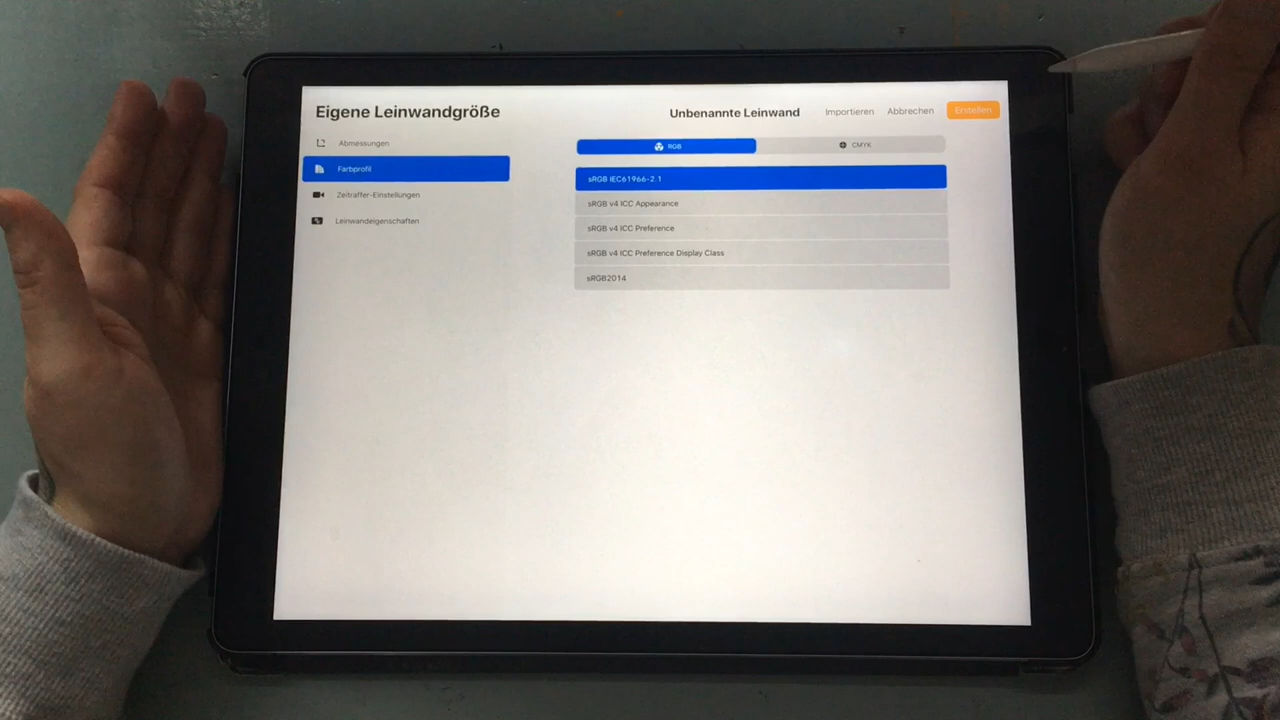 Eigene Leinwandgröße
Unbenannte Leinwand
Importieren
Abbrechen
Erstellen
Abmessungen
Farbprofil
Zeitraffer-Einstellungen
Leinwandeigenschaften
RGB
CMYK
sRGB IEC61966-2.1
sRGB v4 ICC Appearance
sRGB v4 ICC Preference
sRGB v4 ICC Preference Display Class
sRGB2014